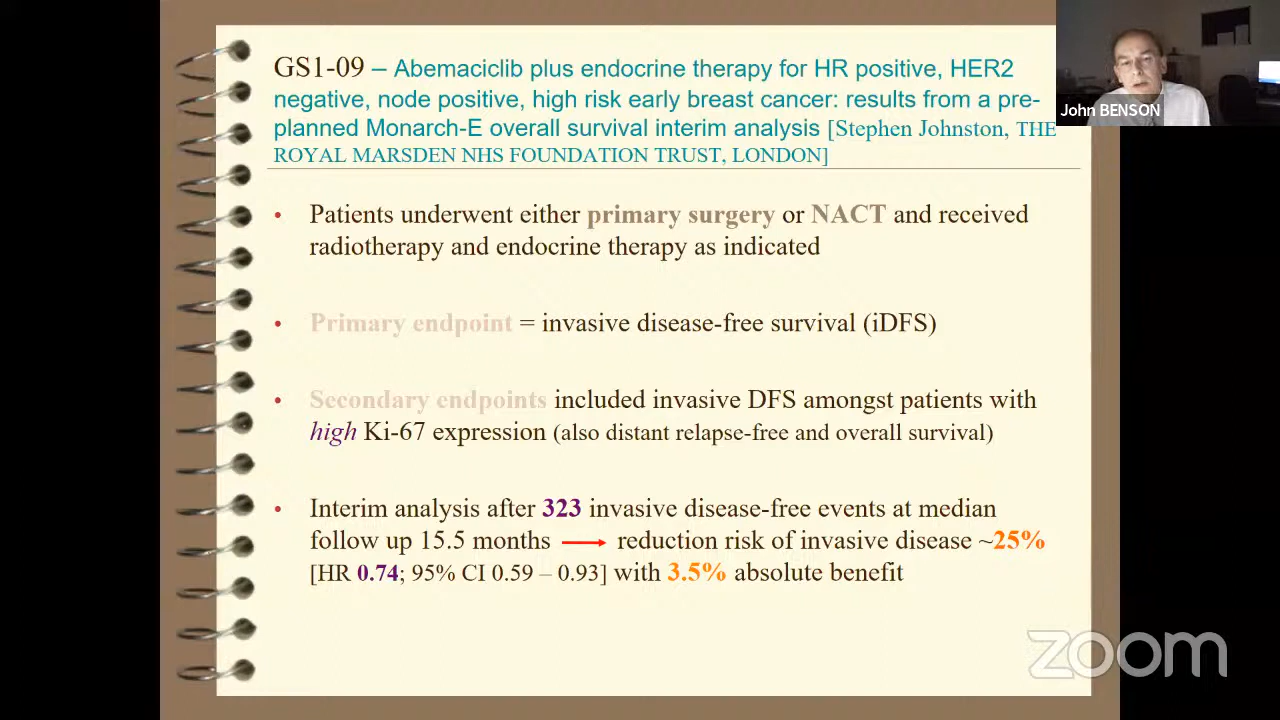 GS1-09 – Abemaciclib plus endocrine therapy for HR positive, HER2
negative, node positive, high risk early breast cancer: results from a pre-
planned Monarch-E overall survival interim analysis [Stephen Johnston, THE
ROYAL MARSDEN NHS FOUNDATION TRUST, LONDON]
John BENSON
• Patients underwent either primary surgery or NACT and received
radiotherapy and endocrine therapy as indicated
• Primary endpoint = invasive disease-free survival (iDFS)
• Secondary endpoints included invasive DFS amongst patients with
high Ki-67 expression (also distant relapse-free and overall survival)
• Interim analysis after 323 invasive disease-free events at median
follow up 15.5 months → reduction risk of invasive disease ~25%
[HR 0.74; 95% CI 0.59 – 0.93] with 3.5% absolute benefit
zoom